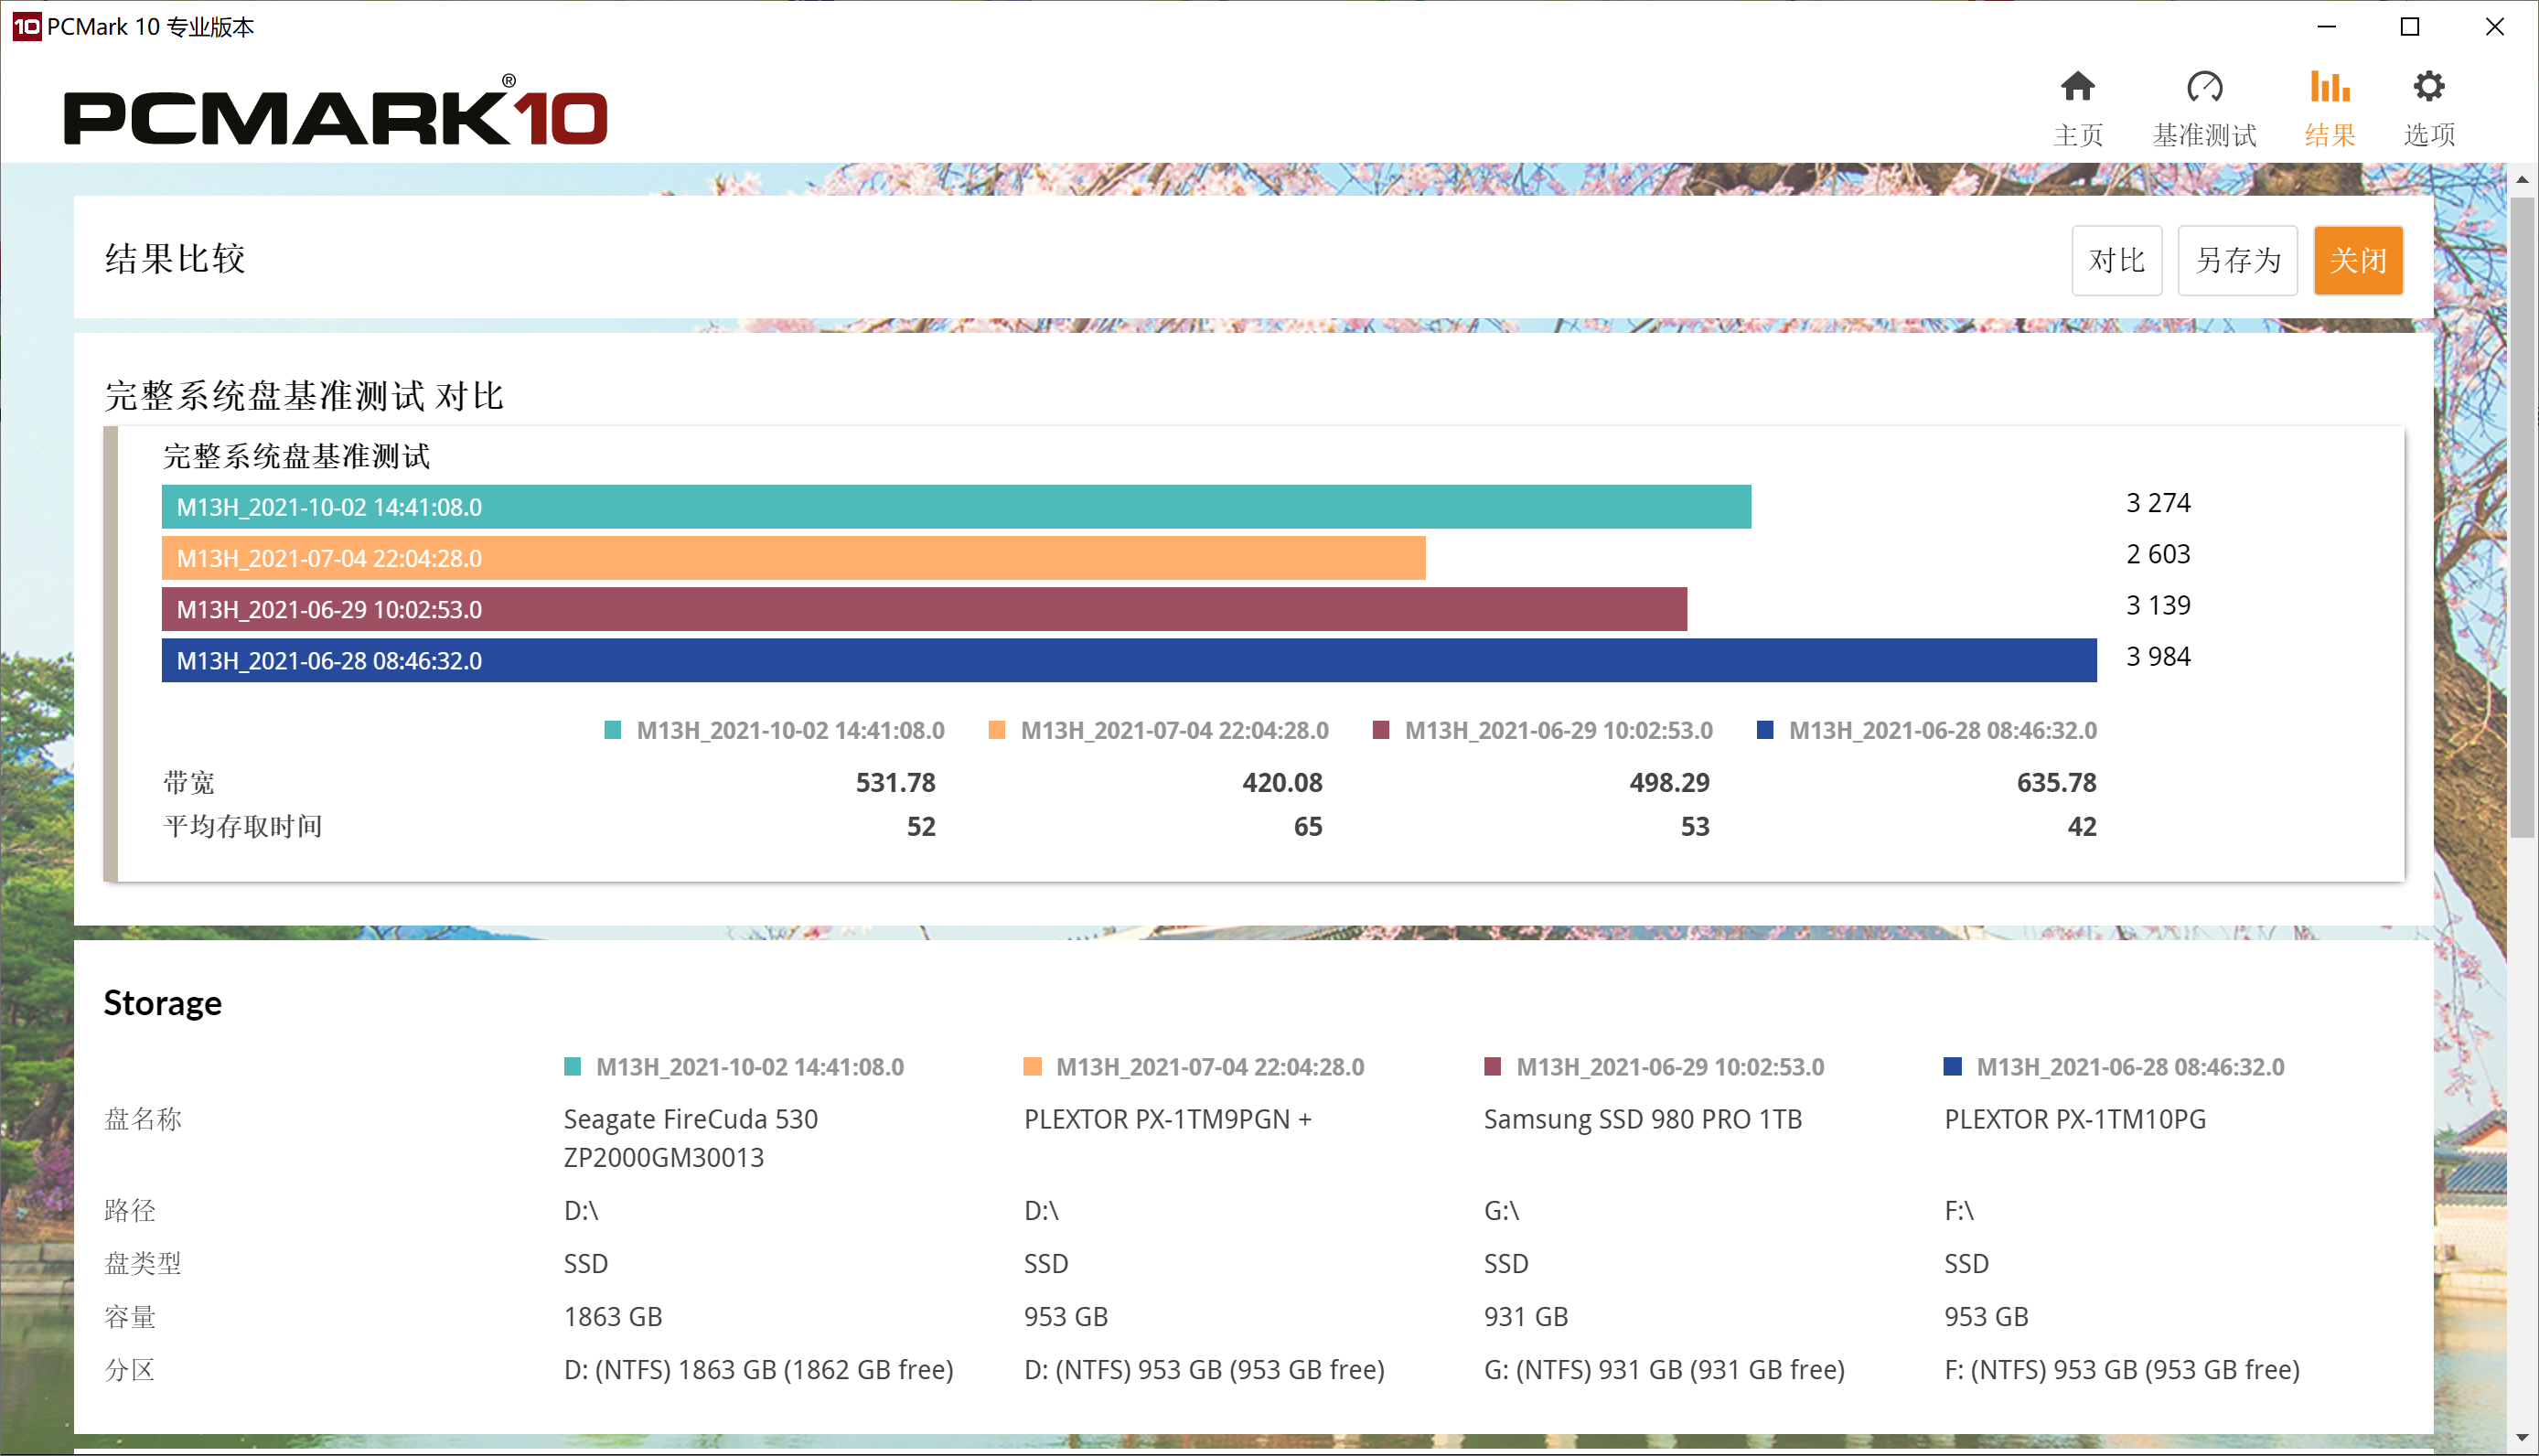 10 PCMark 10 专业版本
PCMARK®10
主页 基准测试 结果 选项
结果比较
对比 另存为 关闭
完整系统盘基准测试 对比
完整系统盘基准测试
M13H_2021-10-02 14:41:08.0 3 274
M13H_2021-07-04 22:04:28.0 2 603
M13H_2021-06-29 10:02:53.0 3 139
M13H_2021-06-28 08:46:32.0 3 984
M13H_2021-10-02 14:41:08.0 M13H_2021-07-04 22:04:28.0 M13H_2021-06-29 10:02:53.0 M13H_2021-06-28 08:46:32.0
带宽 531.78 420.08 498.29 635.78
平均存取时间 52 65 53 42
Storage
M13H_2021-10-02 14:41:08.0 M13H_2021-07-04 22:04:28.0 M13H_2021-06-29 10:02:53.0 M13H_2021-06-28 08:46:32.0
盘名称 Seagate FireCuda 530 PLEXTOR PX-1TM9PGN + Samsung SSD 980 PRO 1TB PLEXTOR PX-1TM10PG
ZP2000GM30013
路径 D:\ D:\ G:\ F:\
盘类型 SSD SSD SSD SSD
容量 1863 GB 953 GB 931 GB 953 GB
分区 D: (NTFS) 1863 GB (1862 GB free) D: (NTFS) 953 GB (953 GB free) G: (NTFS) 931 GB (931 GB free) F: (NTFS) 953 GB (953 GB free)